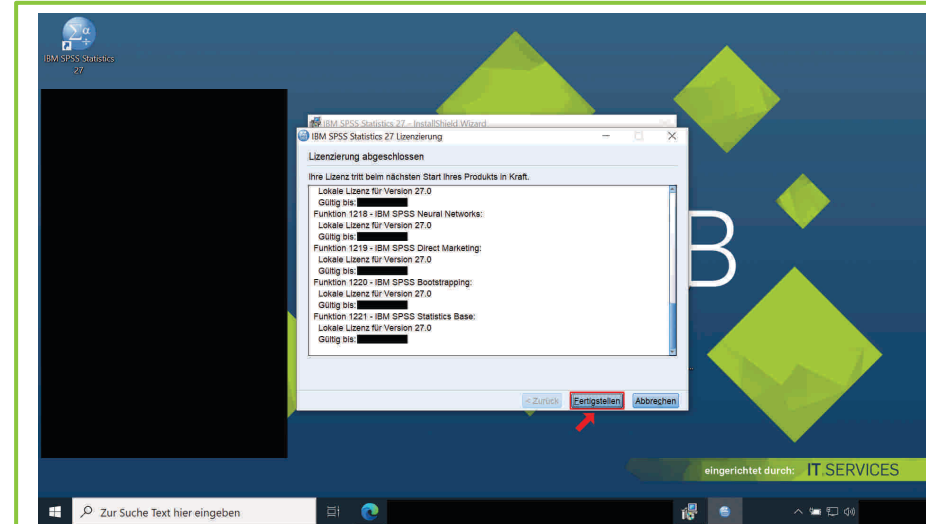 IBM SPSS Statistics
27
IBM SPSS Statistics 27 - InstallShield Wizard
IBM SPSS Statistics 27 Lizenzierung
Lizenzierung abgeschlossen
Ihre Lizenz tritt beim nächsten Start Ihres Produkts in Kraft.
Lokale Lizenz für Version 27.0
Gültig bis:
Funktion 1218 - IBM SPSS Neural Networks:
Lokale Lizenz für Version 27.0
Gültig bis:
Funktion 1219 - IBM SPSS Direct Marketing:
Lokale Lizenz für Version 27.0
Gültig bis:
Funktion 1220 - IBM SPSS Bootstrapping:
Lokale Lizenz für Version 27.0
Gültig bis:
Funktion 1221 - IBM SPSS Statistics Base:
Lokale Lizenz für Version 27.0
Gültig bis:
B
< Zurück Fertigstellen Abbrechen
eingerichtet durch: IT.SERVICES
Zur Suche Text hier eingeben